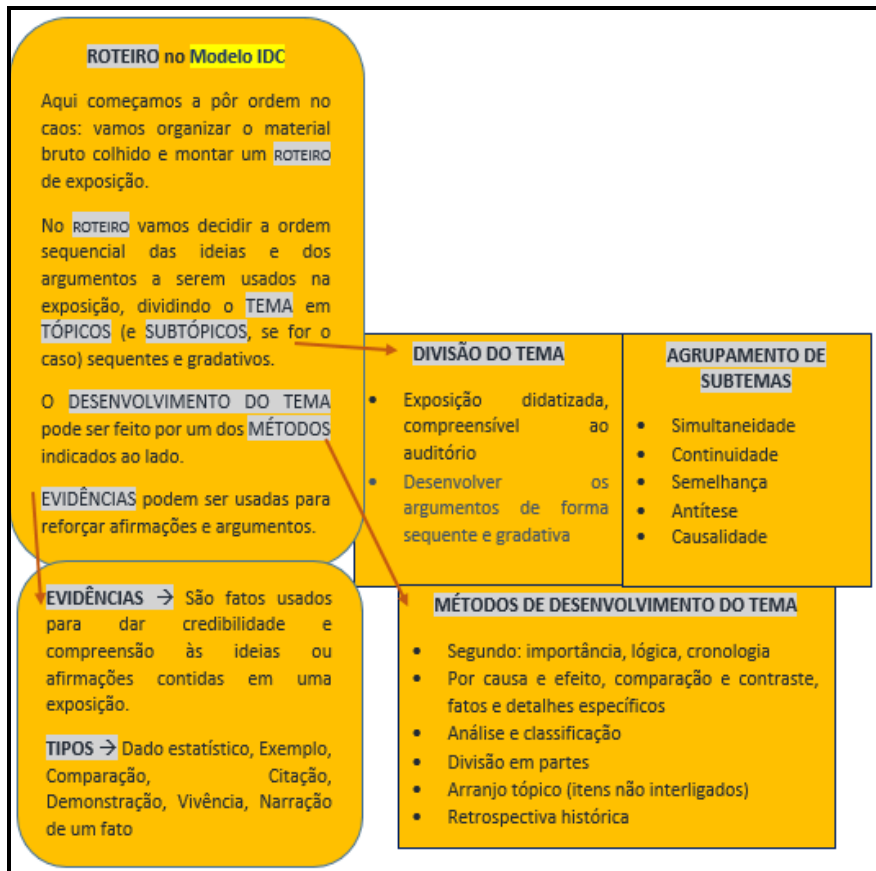 ROTEIRO no Modelo IDC
Aqui começamos a pôr ordem no
caos: vamos organizar o material
bruto colhido e montar um ROTEIRO
de exposição.
No ROTEIRO vamos decidir a ordem
sequencial das ideias e dos
argumentos a serem usados na
exposição, dividindo o TEMA em
TÓPICOS (e SUBTÓPICOS, se for o
caso) sequentes e gradativos.
O DESENVOLVIMENTO DO TEMA
pode ser feito por um dos MÉTODOS
indicados ao lado.
EVIDÊNCIAS podem ser usadas para
reforçar afirmações e argumentos.
DIVISÃO DO TEMA
• Exposição didatizada,
compreensível ao
auditório
• Desenvolver os
argumentos de forma
sequente e gradativa
AGRUPAMENTO DE
SUBTEMAS
• Simultaneidade
• Continuidade
• Semelhança
• Antítese
• Causalidade
EVIDÊNCIAS → São fatos usados
para dar credibilidade e
compreensão às ideias ou
afirmações contidas em uma
exposição.
TIPOS → Dado estatístico, Exemplo,
Comparação, Citação,
Demonstração, Vivência, Narração
de um fato
MÉTODOS DE DESENVOLVIMENTO DO TEMA
• Segundo: importância, lógica, cronologia
• Por causa e efeito, comparação e contraste,
fatos e detalhes específicos
• Análise e classificação
• Divisão em partes
• Arranjo tópico (itens não interligados)
• Retrospectiva histórica